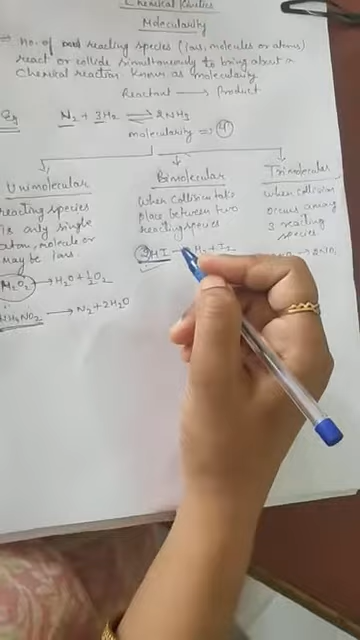 Chemical Kinetics
Molecularity
No. of reacting species (ions, molecules or atoms)
react or collide simultaneously to bring about a
Chemical reaction known as molecularity
Reactant → Product
Eg N₂ + 3H₂ ⇌ 2NH₃
molecularity => 4
Unimolecular
reacting species
is only single
atom, molecule or
may be ions.
H₂O₂ → H₂O + 1/2 O₂
NH₄NO₂ → N₂ + 2H₂O
Bimolecular
When collision take
place between two
reacting species
2HI H₂ + I₂
Trimolecular
when collision
occurs among
3 reacting
species